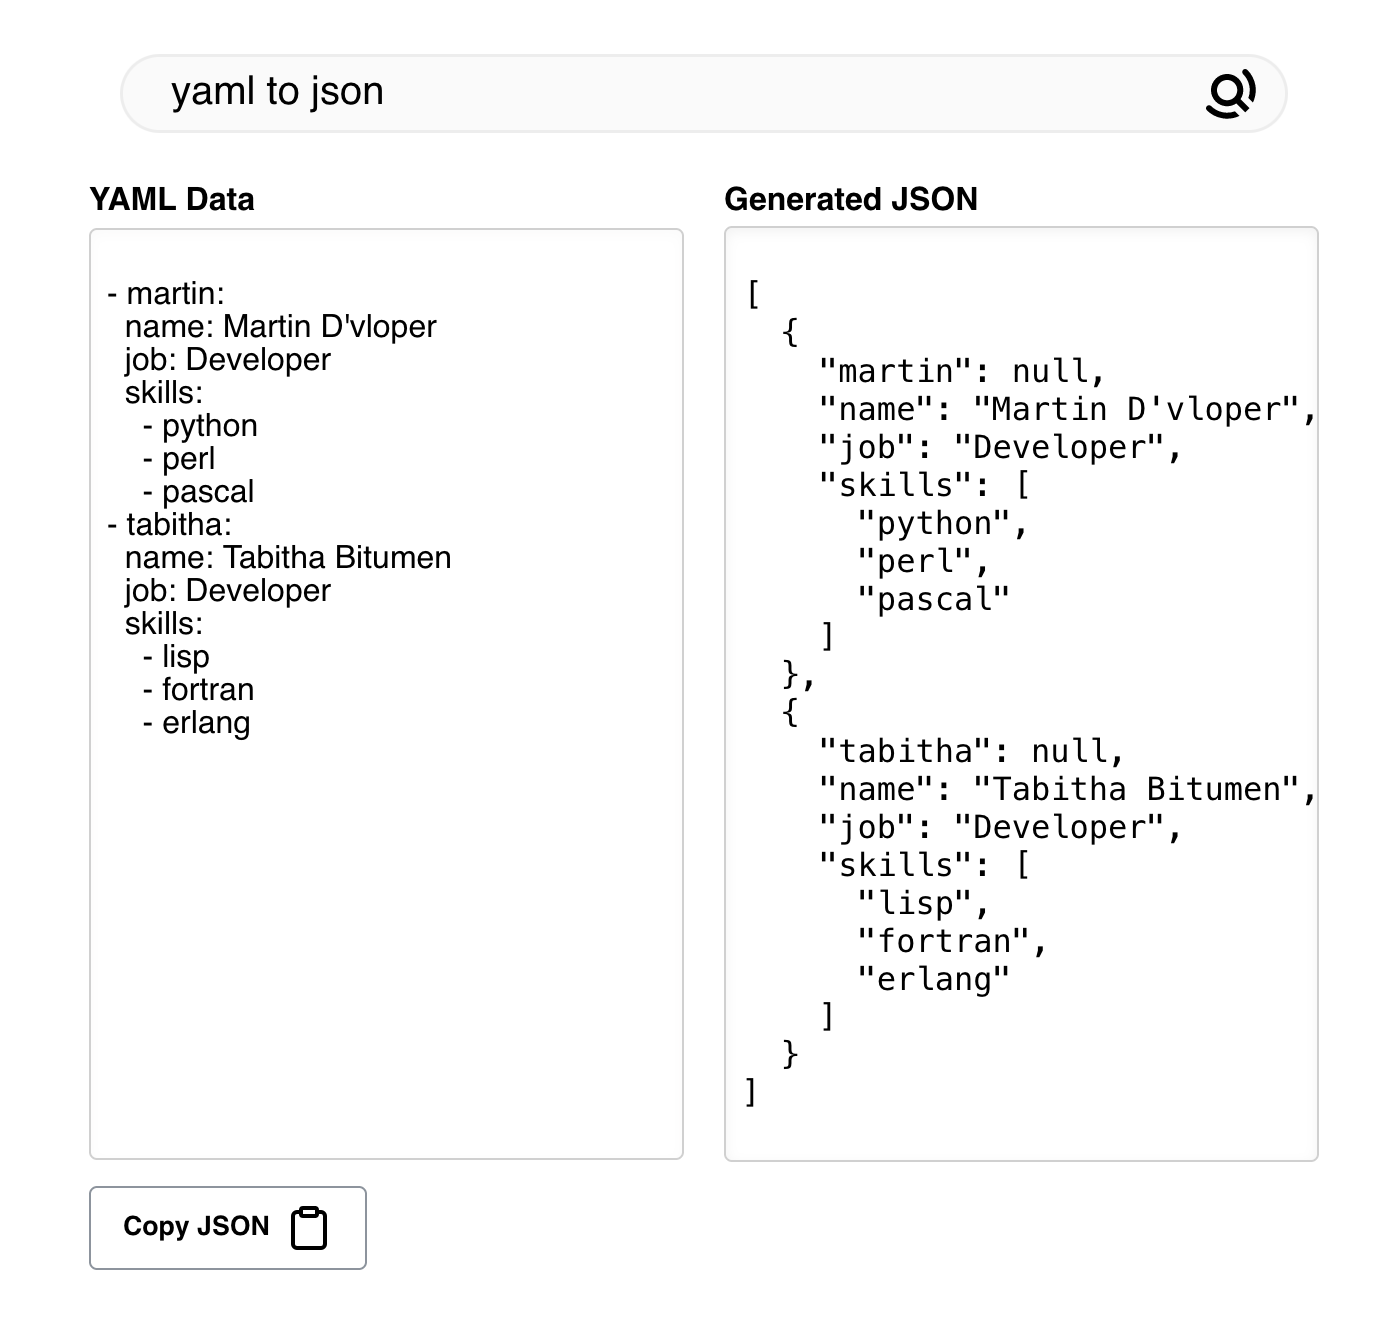 yaml to json
YAML Data
- martin:
  name: Martin D'vloper
  job: Developer
  skills:
    - python
    - perl
    - pascal
- tabitha:
  name: Tabitha Bitumen
  job: Developer
  skills:
    - lisp
    - fortran
    - erlang
Generated JSON
[
  {
    "martin": null,
    "name": "Martin D'vloper",
    "job": "Developer",
    "skills": [
      "python",
      "perl",
      "pascal"
    ]
  },
  {
    "tabitha": null,
    "name": "Tabitha Bitumen",
    "job": "Developer",
    "skills": [
      "lisp",
      "fortran",
      "erlang"
    ]
  }
]
Copy JSON